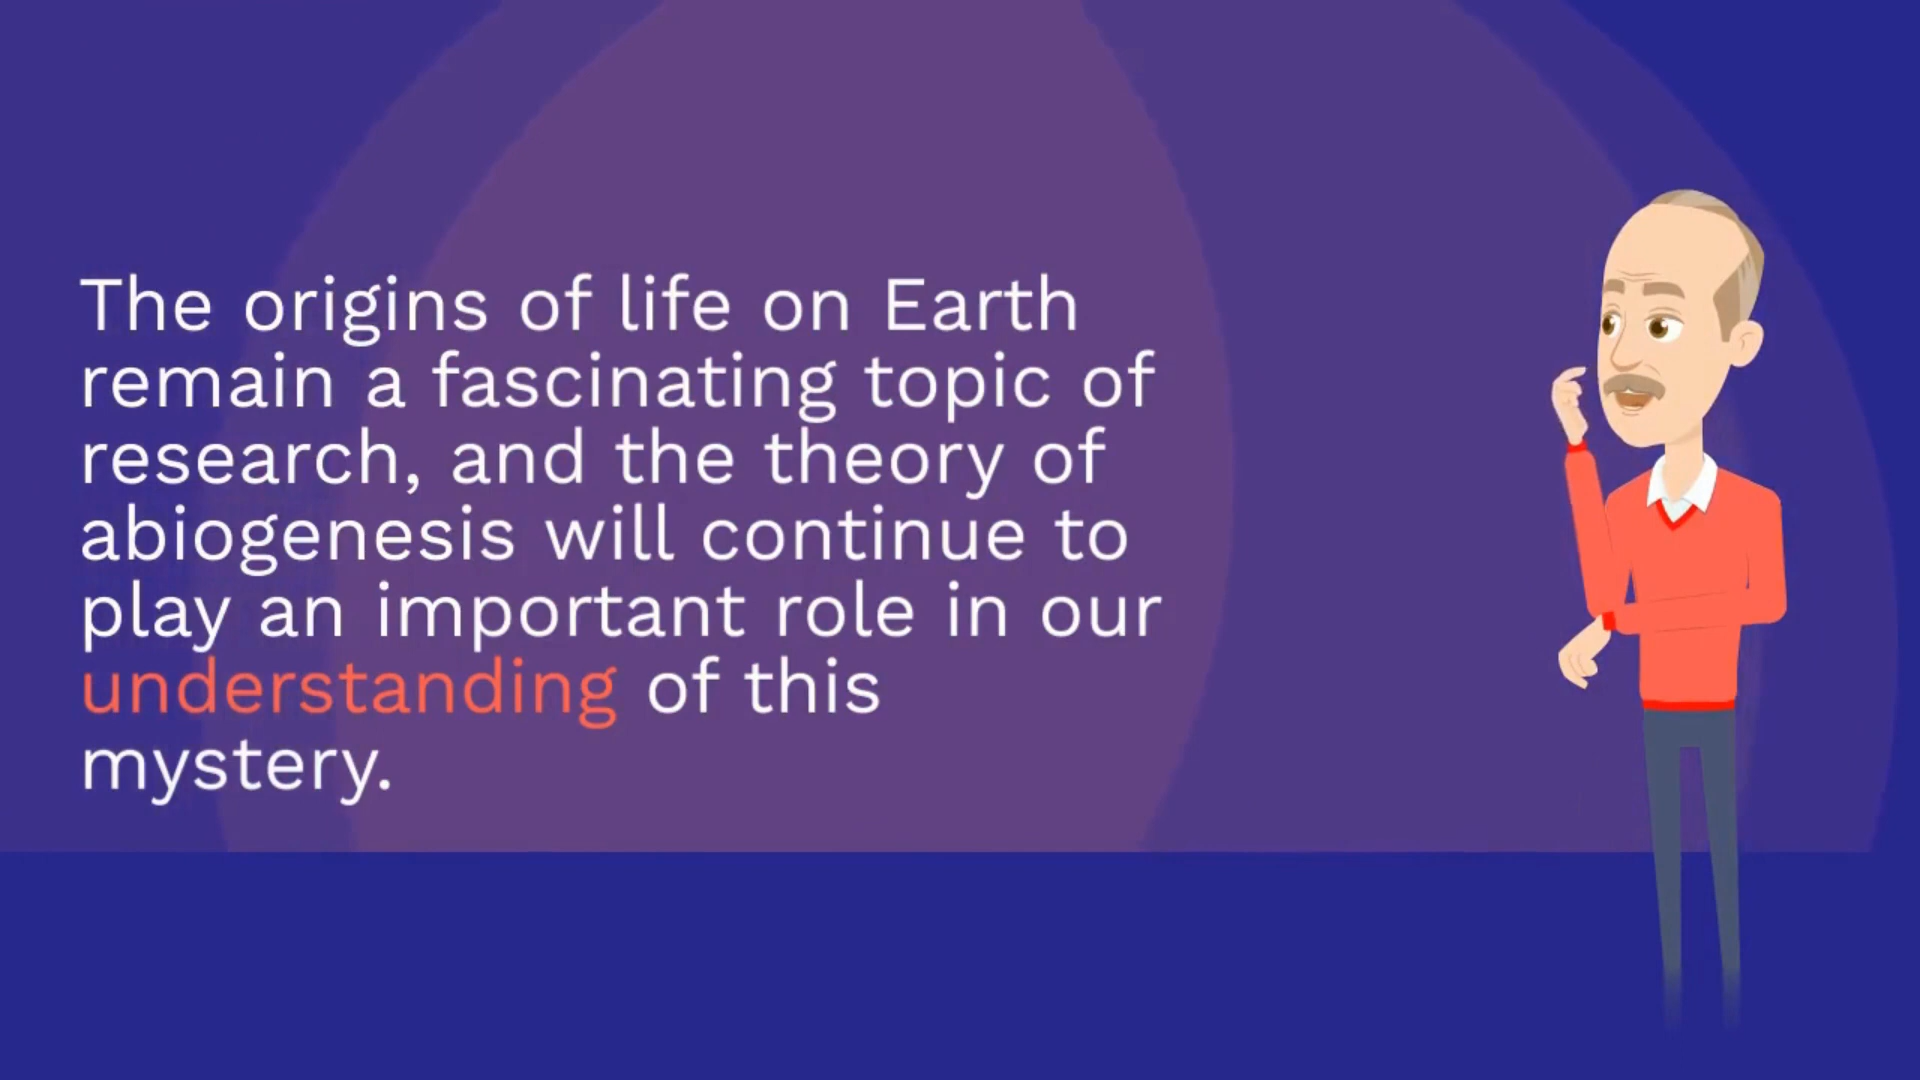 The origins of life on Earth
remain a fascinating topic of
research, and the theory of
abiogenesis will continue to
play an important role in our
understanding of this
mystery.